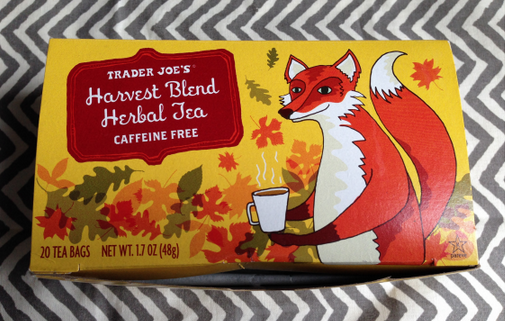 TRADER JOE'S®
Harvest Blend
Herbal Tea
CAFFEINE FREE
20 TEA BAGS NET WT. 1.7 OZ (48g)